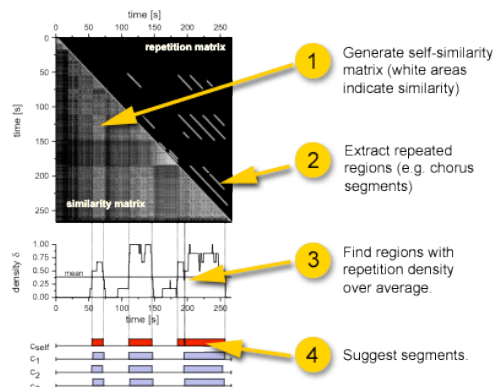 time [s]
0 50 100 150 200 250
repetition matrix
0
50
100
150
200
250
time [s]
similarity matrix
1
Generate self-similarity
matrix (white areas
indicate similarity)
2
Extract repeated
regions (e.g. chorus
segments)
density δ
1.00
0.75
0.50
0.25
0.00
mean
0 50 100 150 200 250
time [s]
3
Find regions with
repetition density
over average.
cself
c1
c2
4
Suggest segments.